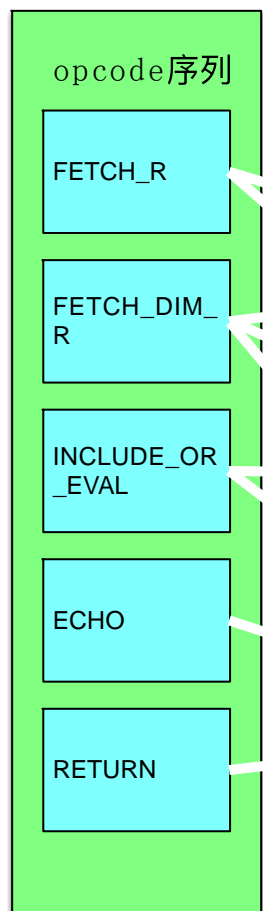 opcode序列
FETCH_R
FETCH_DIM_
R
INCLUDE_OR
_EVAL
ECHO
RETURN